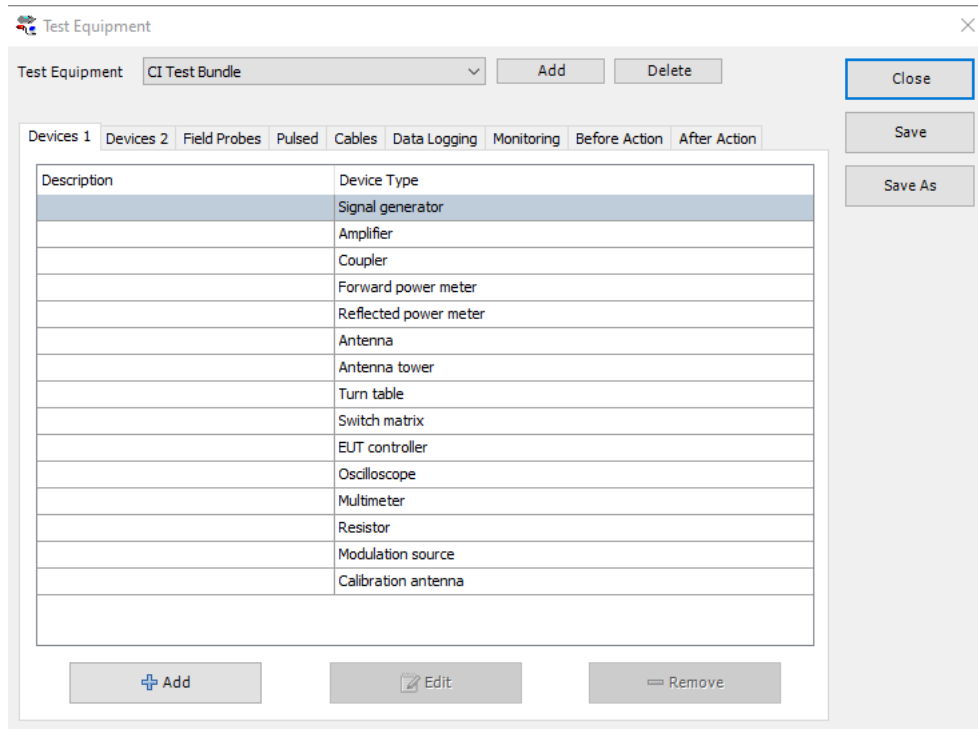 Test Equipment
Test Equipment CI Test Bundle Add Delete Close
Save
Save As
Devices 1 Devices 2 Field Probes Pulsed Cables Data Logging Monitoring Before Action After Action
Description Device Type
Signal generator
Amplifier
Coupler
Forward power meter
Reflected power meter
Antenna
Antenna tower
Turn table
Switch matrix
EUT controller
Oscilloscope
Multimeter
Resistor
Modulation source
Calibration antenna
Add Edit Remove